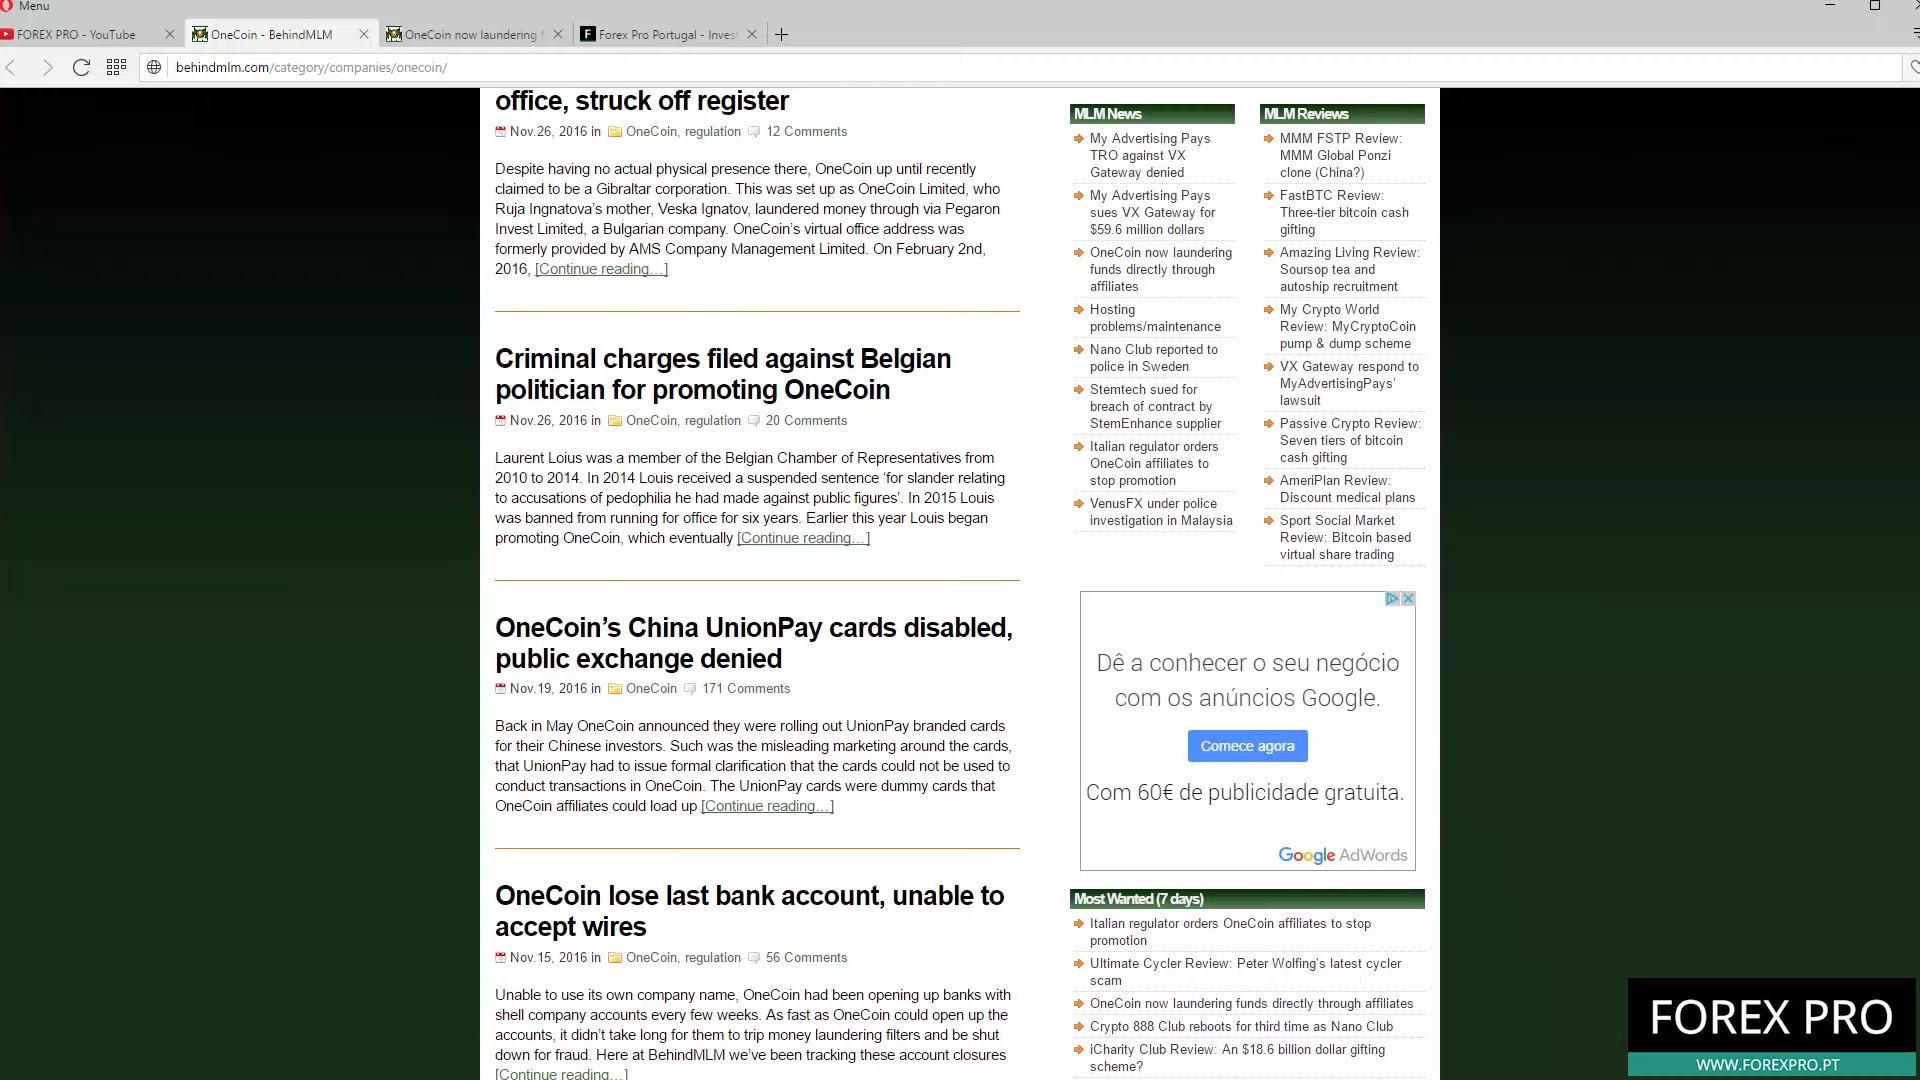 Menu
FOREX PRO - YouTube
OneCoin - BehindMLM
OneCoin now laundering
Forex Pro Portugal - Inves
behindmlm.com/category/companies/onecoin/
office, struck off register
Nov.26, 2016 in OneCoin, regulation 12 Comments
Despite having no actual physical presence there, OneCoin up until recently
claimed to be a Gibraltar corporation. This was set up as OneCoin Limited, who
Ruja Ingnatova’s mother, Veska Ignatov, laundered money through via Pegaron
Invest Limited, a Bulgarian company. OneCoin’s virtual office address was
formerly provided by AMS Company Management Limited. On February 2nd,
2016, [Continue reading...]
Criminal charges filed against Belgian
politician for promoting OneCoin
Nov.26, 2016 in OneCoin, regulation 20 Comments
Laurent Loius was a member of the Belgian Chamber of Representatives from
2010 to 2014. In 2014 Louis received a suspended sentence ‘for slander relating
to accusations of pedophilia he had made against public figures’. In 2015 Louis
was banned from running for office for six years. Earlier this year Louis began
promoting OneCoin, which eventually [Continue reading...]
OneCoin’s China UnionPay cards disabled,
public exchange denied
Nov.19, 2016 in OneCoin 171 Comments
Back in May OneCoin announced they were rolling out UnionPay branded cards
for their Chinese investors. Such was the misleading marketing around the cards,
that UnionPay had to issue formal clarification that the cards could not be used to
conduct transactions in OneCoin. The UnionPay cards were dummy cards that
OneCoin affiliates could load up [Continue reading...]
OneCoin lose last bank account, unable to
accept wires
Nov.15, 2016 in OneCoin, regulation 56 Comments
Unable to use its own company name, OneCoin had been opening up banks with
shell company accounts every few weeks. As fast as OneCoin could open up the
accounts, it didn’t take long for them to trip money laundering filters and be shut
down for fraud. Here at BehindMLM we’ve been tracking these account closures
[Continue reading...]
MLM News
My Advertising Pays
TRO against VX
Gateway denied
My Advertising Pays
sues VX Gateway for
$59.6 million dollars
OneCoin now laundering
funds directly through
affiliates
Hosting
problems/maintenance
Nano Club reported to
police in Sweden
Stemtech sued for
breach of contract by
StemEnhance supplier
Italian regulator orders
OneCoin affiliates to
stop promotion
VenusFX under police
investigation in Malaysia
MLM Reviews
MMM FSTP Review:
MMM Global Ponzi
clone (China?)
FastBTC Review:
Three-tier bitcoin cash
gifting
Amazing Living Review:
Soursop tea and
autoship recruitment
My Crypto World
Review: MyCryptoCoin
pump & dump scheme
VX Gateway respond to
MyAdvertisingPays’
lawsuit
Passive Crypto Review:
Seven tiers of bitcoin
cash gifting
AmeriPlan Review:
Discount medical plans
Sport Social Market
Review: Bitcoin based
virtual share trading
Dê a conhecer o seu negócio
com os anúncios Google.
Comece agora
Com 60€ de publicidade gratuita.
Google AdWords
Most Wanted (7 days)
Italian regulator orders OneCoin affiliates to stop
promotion
Ultimate Cycler Review: Peter Wolfing’s latest cycler
scam
OneCoin now laundering funds directly through affiliates
Crypto 888 Club reboots for third time as Nano Club
iCharity Club Review: An $18.6 billion dollar gifting
scheme?
FOREX PRO
WWW.FOREXPRO.PT